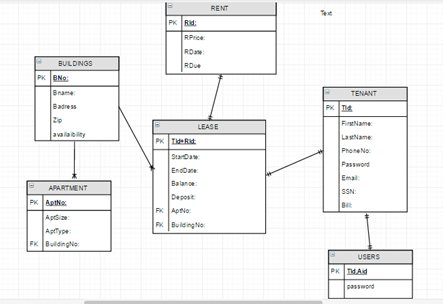 RENT
PK RId:
RPrice:
RDate:
RDue
Text
BUILDINGS
PK BNo:
Bname:
Badress
Zip
availaibility
LEASE
PK TId+RId:
StartDate:
EndDate:
Balance:
Deposit:
FK AptNo:
FK BuildingNo:
TENANT
PK TId:
FirstName:
LastName:
PhoneNo:
Password
Email:
SSN:
Bill:
APARTMENT
PK AptNo:
AptSize:
AptType:
FK BuildingNo:
USERS
PK TId,Aid
password